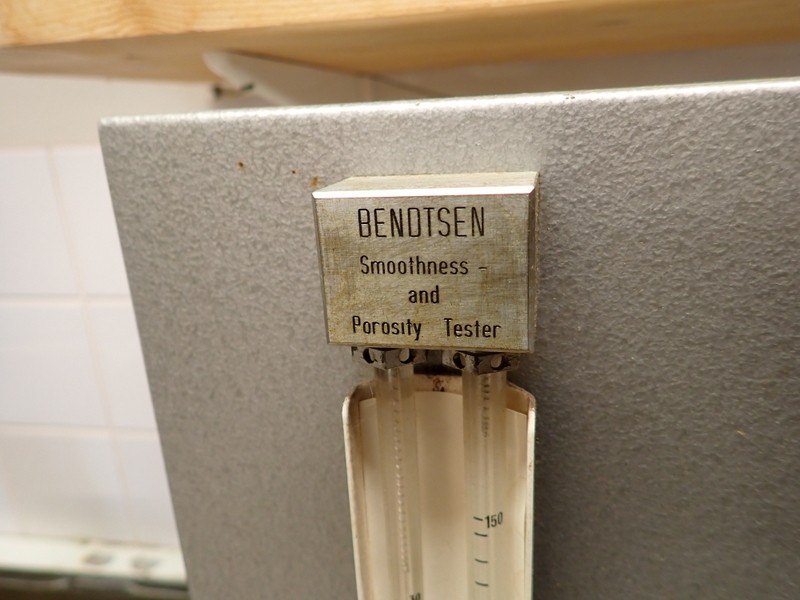 BENDTSEN
Smoothness -
and
Porosity Tester
150